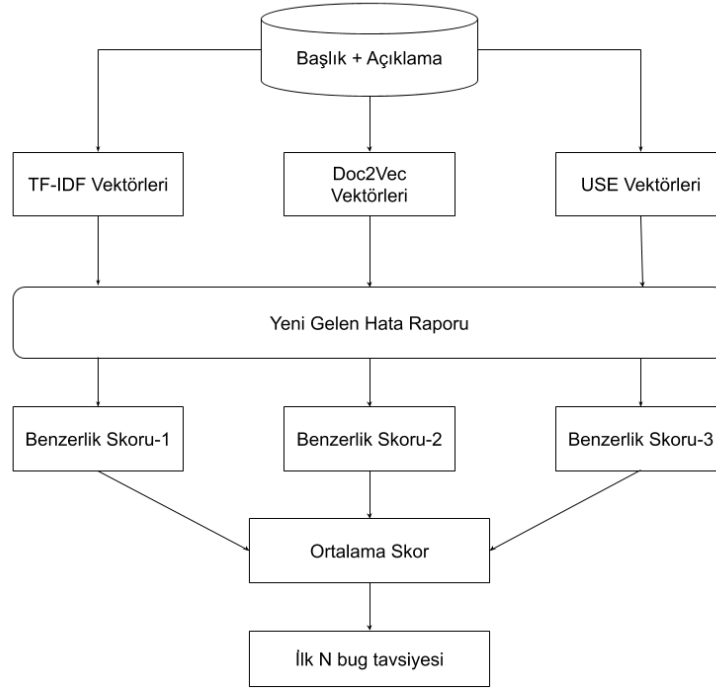 Başlık + Açıklama
TF-IDF Vektörleri
Doc2Vec
Vektörleri
USE Vektörleri
Yeni Gelen Hata Raporu
Benzerlik Skoru-1
Benzerlik Skoru-2
Benzerlik Skoru-3
Ortalama Skor
İlk N bug tavsiyesi